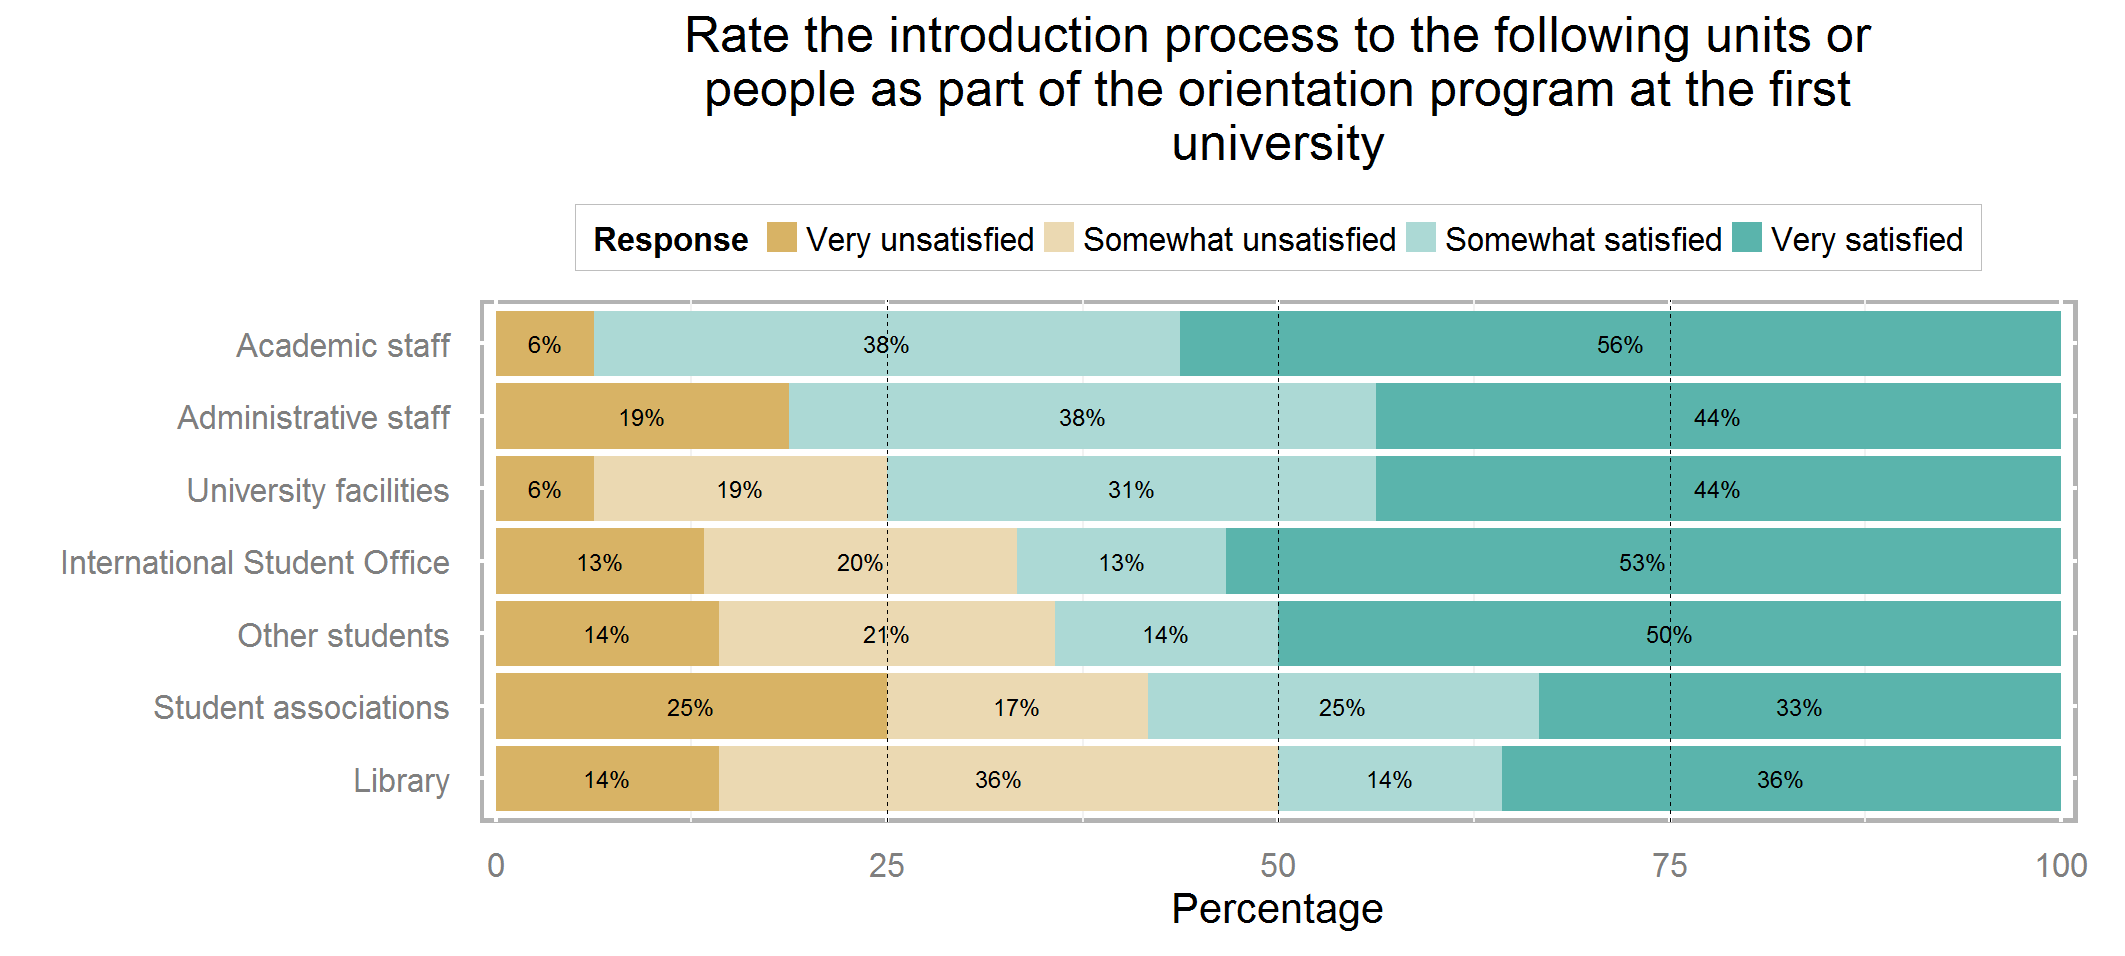 Rate the introduction process to the following units or
people as part of the orientation program at the first
university
Response Very unsatisfied Somewhat unsatisfied Somewhat satisfied Very satisfied
Academic staff 6% 38% 56%
Administrative staff 19% 38% 44%
University facilities 6% 19% 31% 44%
International Student Office 13% 20% 13% 53%
Other students 14% 21% 14% 50%
Student associations 25% 17% 25% 33%
Library 14% 36% 14% 36%
0 25 50 75 100
Percentage